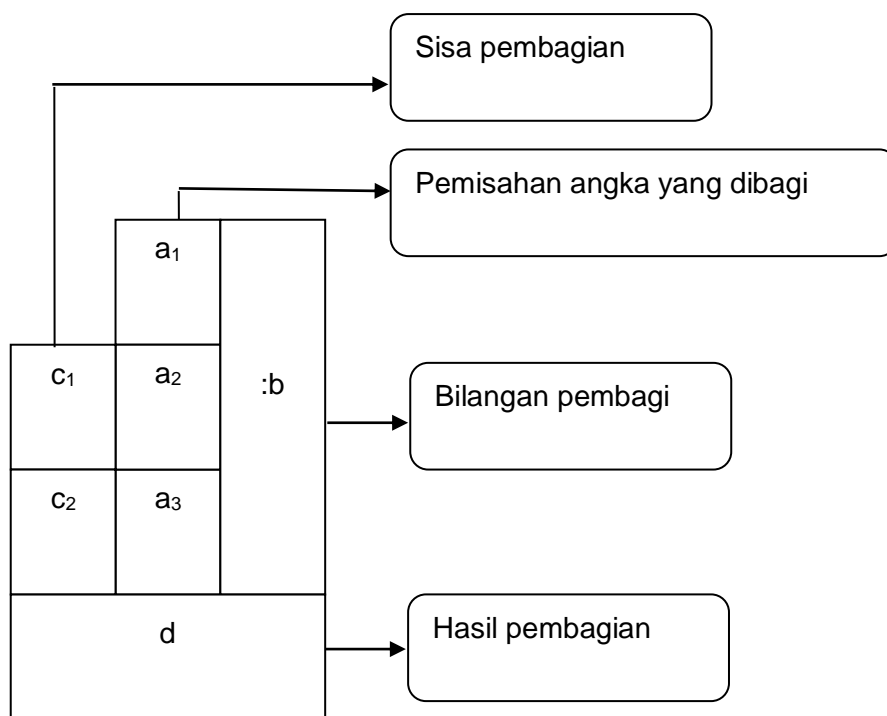 Sisa pembagian
Pemisahan angka yang dibagi
a₁
c₁ a₂ :b
Bilangan pembagi
c₂ a₃
d
Hasil pembagian